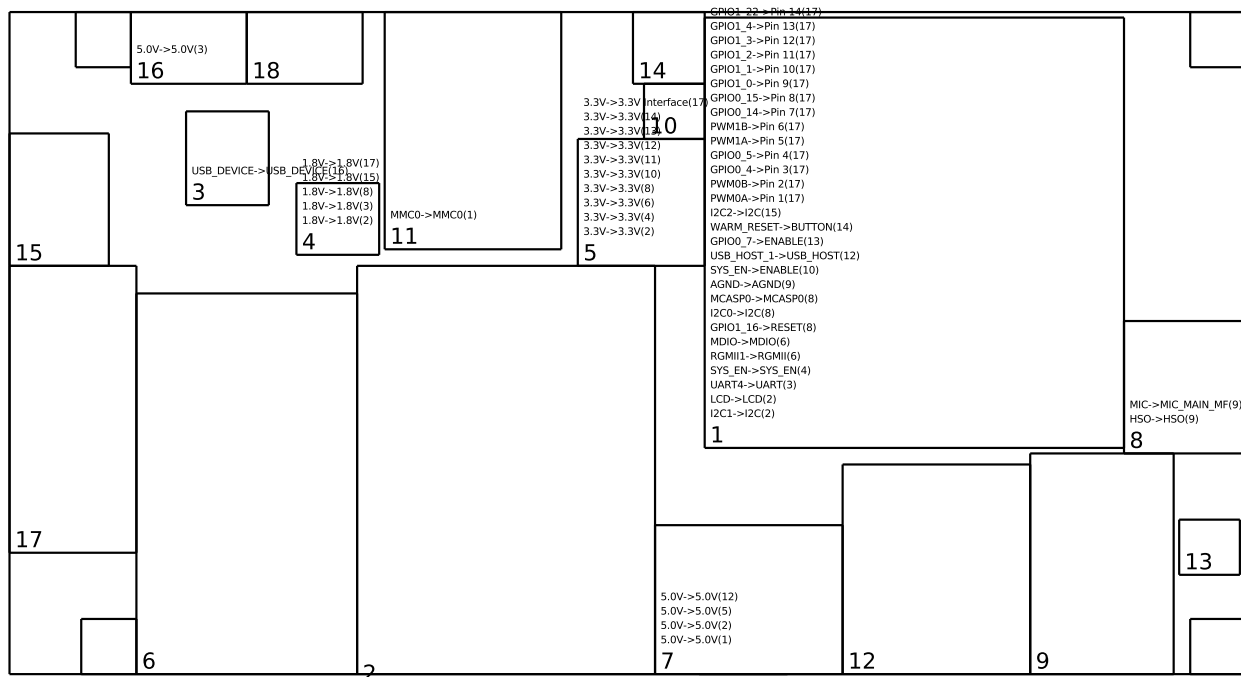 5.0V->5.0V(3)
16
18
14
GPIO1_22->Pin 14(17)
GPIO1_4->Pin 13(17)
GPIO1_3->Pin 12(17)
GPIO1_2->Pin 11(17)
GPIO1_1->Pin 10(17)
GPIO1_0->Pin 9(17)
GPIO0_15->Pin 8(17)
GPIO0_14->Pin 7(17)
PWM1B->Pin 6(17)
PWM1A->Pin 5(17)
GPIO0_5->Pin 4(17)
GPIO0_4->Pin 3(17)
PWM0B->Pin 2(17)
PWM0A->Pin 1(17)
I2C2->I2C(15)
WARM_RESET->BUTTON(14)
GPIO0_7->ENABLE(13)
USB_HOST_1->USB_HOST(12)
SYS_EN->ENABLE(10)
AGND->AGND(9)
MCASP0->MCASP0(8)
I2C0->I2C(8)
GPIO1_16->RESET(8)
MDIO->MDIO(6)
RGMII1->RGMII(6)
SYS_EN->SYS_EN(4)
UART4->UART(3)
LCD->LCD(2)
I2C1->I2C(2)
1
3.3V->3.3V Interface(17)
3.3V->3.3V(14)
3.3V->3.3V(13)
3.3V->3.3V(12)
3.3V->3.3V(11)
3.3V->3.3V(10)
3.3V->3.3V(8)
3.3V->3.3V(6)
3.3V->3.3V(4)
3.3V->3.3V(2)
5
10
USB_DEVICE->USB_DEVICE(16)
3
1.8V->1.8V(17)
1.8V->1.8V(15)
1.8V->1.8V(8)
1.8V->1.8V(3)
1.8V->1.8V(2)
4
MMC0->MMC0(1)
11
15
17
MIC->MIC_MAIN_MF(9)
HSO->HSO(9)
8
13
5.0V->5.0V(12)
5.0V->5.0V(5)
5.0V->5.0V(2)
5.0V->5.0V(1)
7
6
2
12
9